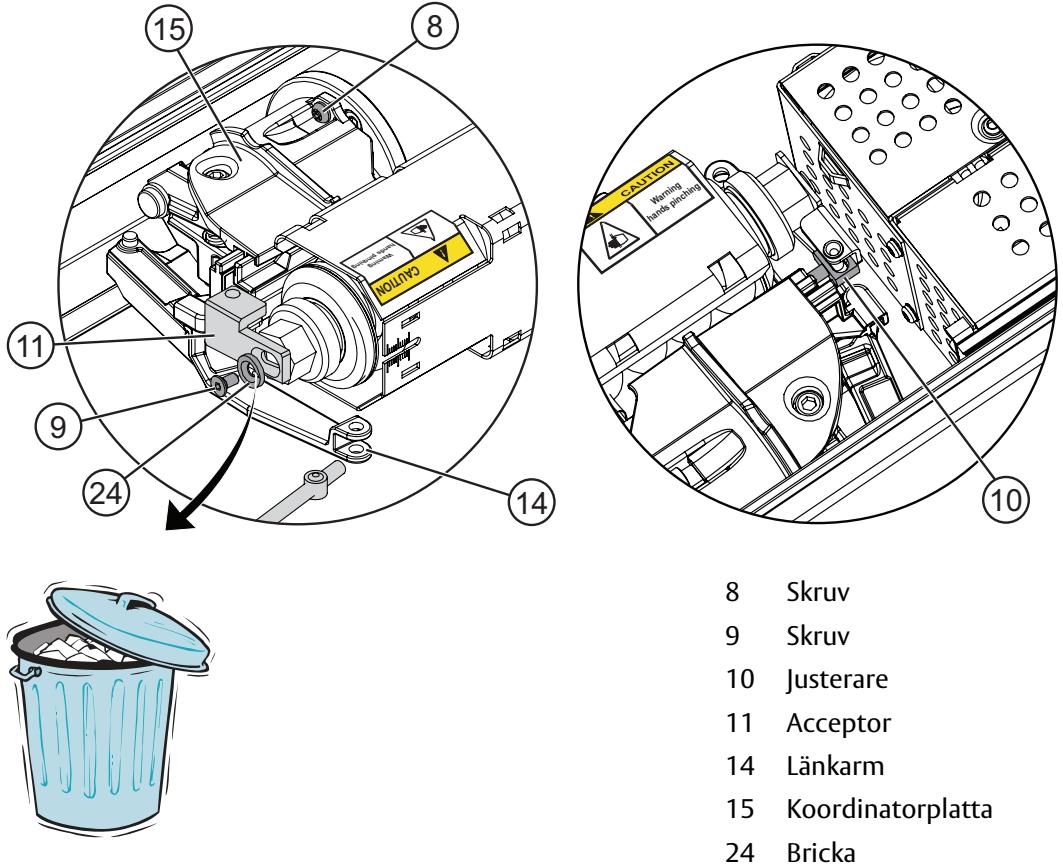 15
8
CAUTION
Warning
hands pinching
Warning
hands pinching
CAUTION
11
9
24
14
10
8 Skruv
9 Skruv
10 Justerare
11 Acceptor
14 Länkarm
15 Koordinatorplatta
24 Bricka